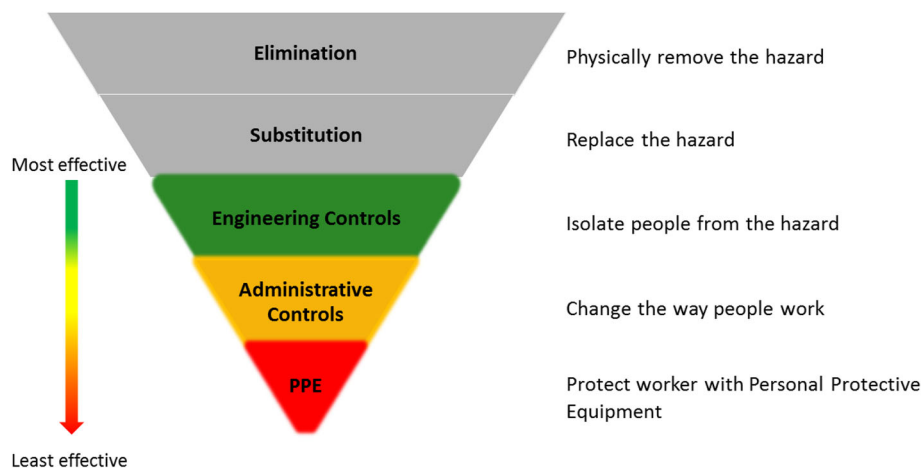 Elimination
Physically remove the hazard
Substitution
Replace the hazard
Most effective
Engineering Controls
Isolate people from the hazard
Administrative
Controls
Change the way people work
PPE
Protect worker with Personal Protective
Equipment
Least effective